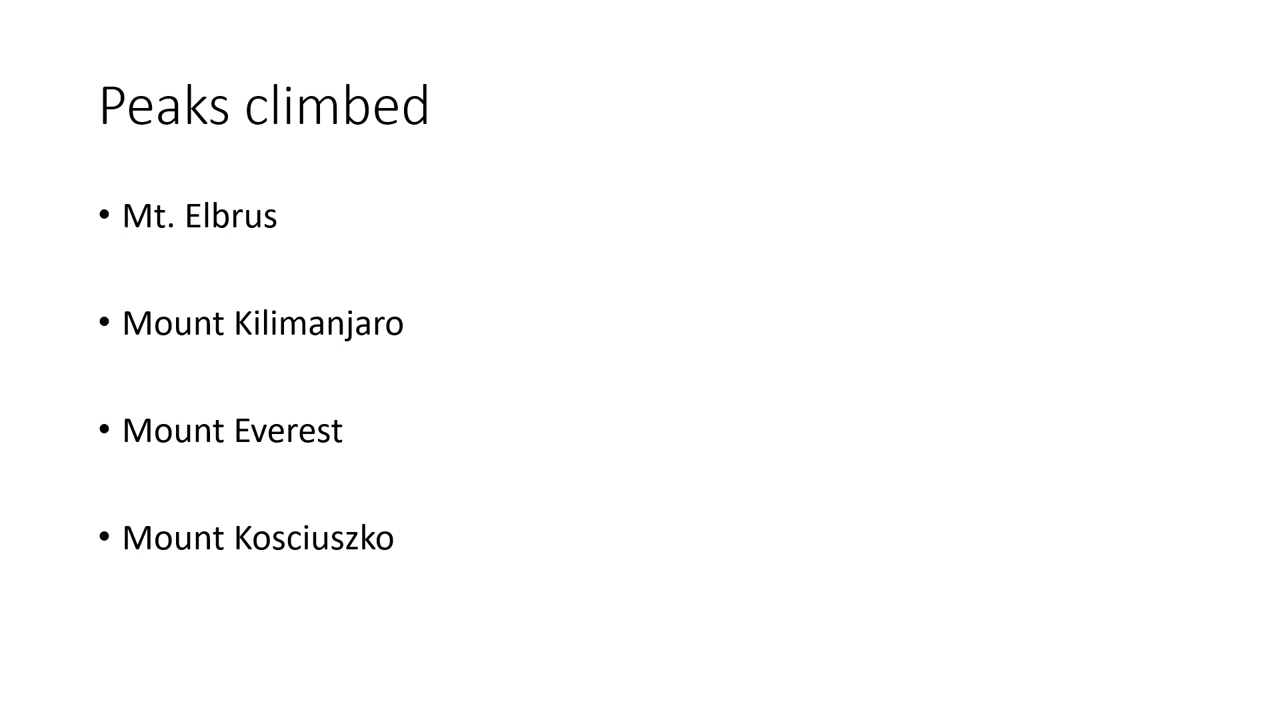 Peaks climbed
• Mt. Elbrus
• Mount Kilimanjaro
• Mount Everest
• Mount Kosciuszko